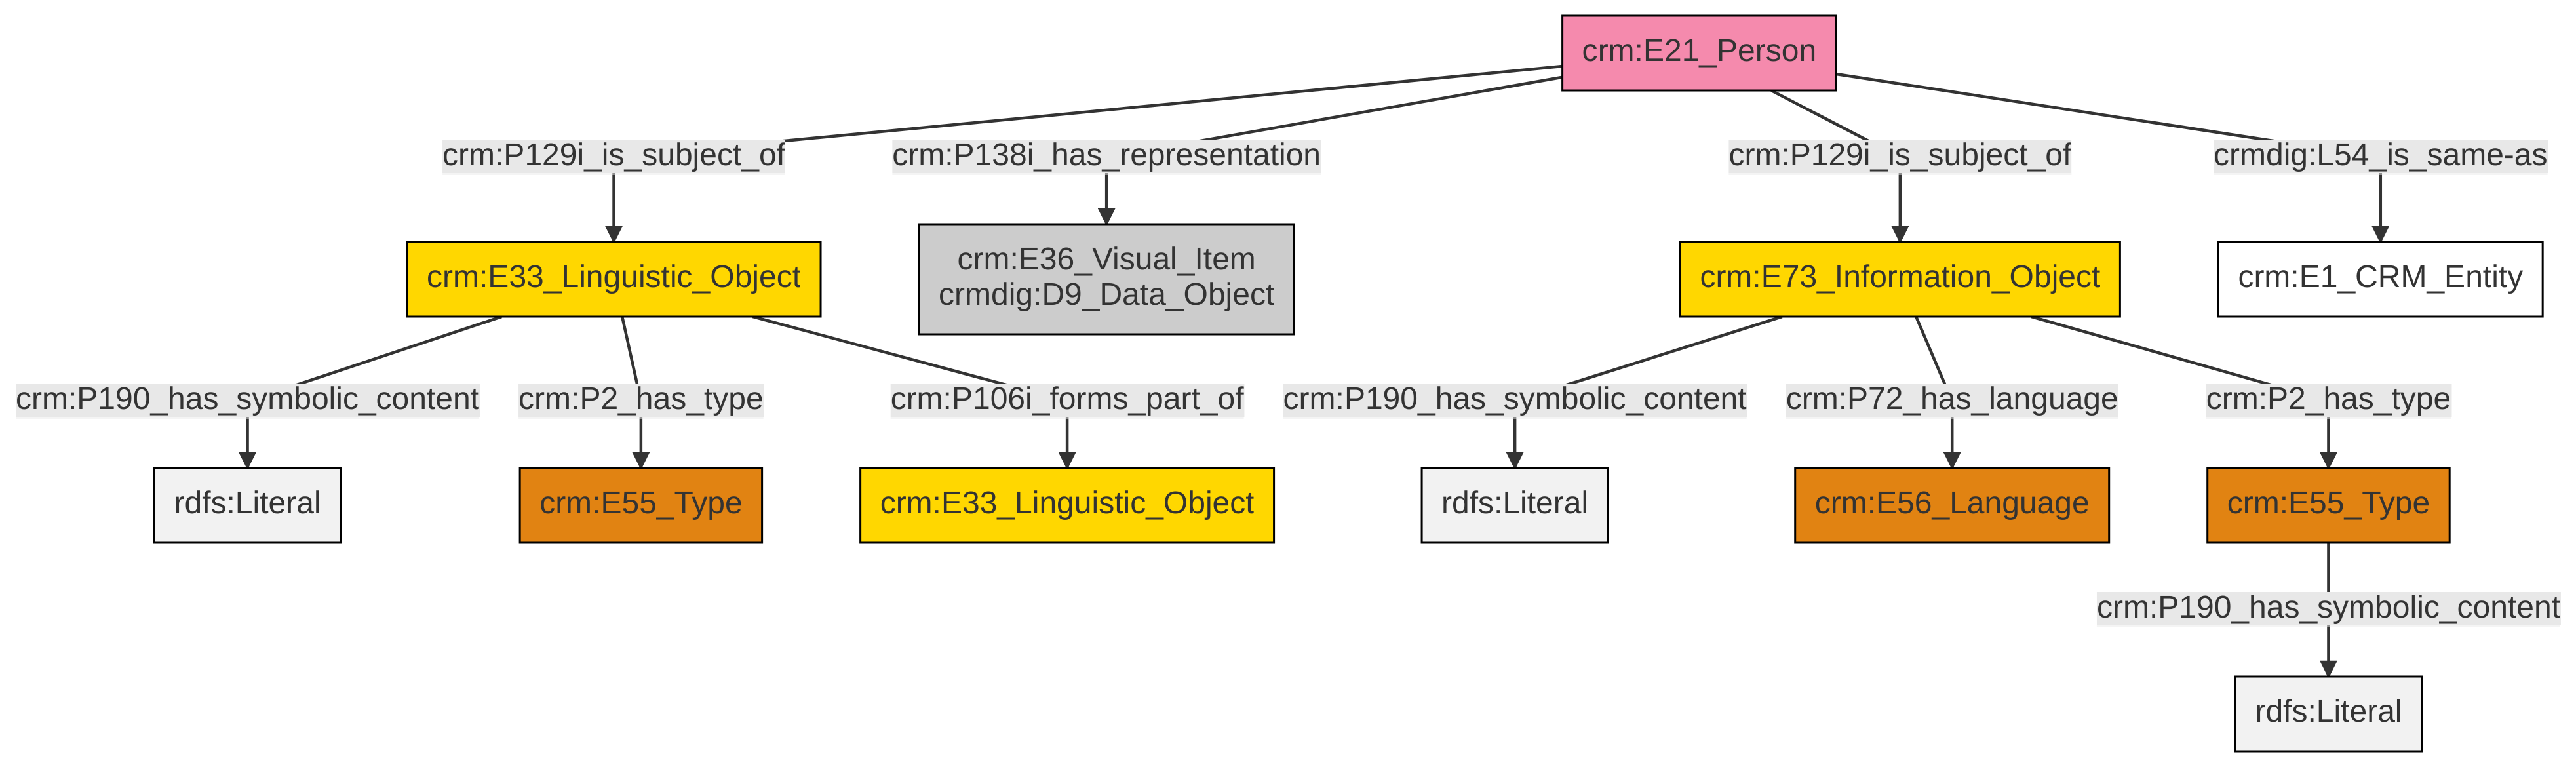 crm:E21_Person
crm:P129i_is_subject_of
crm:P138i_has_representation
crm:P129i_is_subject_of
crmdig:L54_is_same-as
crm:E33_Linguistic_Object
crm:E36_Visual_Item
crmdig:D9_Data_Object
crm:E73_Information_Object
crm:E1_CRM_Entity
crm:P190_has_symbolic_content
crm:P2_has_type
crm:P106i_forms_part_of
crm:P190_has_symbolic_content
crm:P72_has_language
crm:P2_has_type
rdfs:Literal
crm:E55_Type
crm:E33_Linguistic_Object
rdfs:Literal
crm:E56_Language
crm:E55_Type
crm:P190_has_symbolic_content
rdfs:Literal